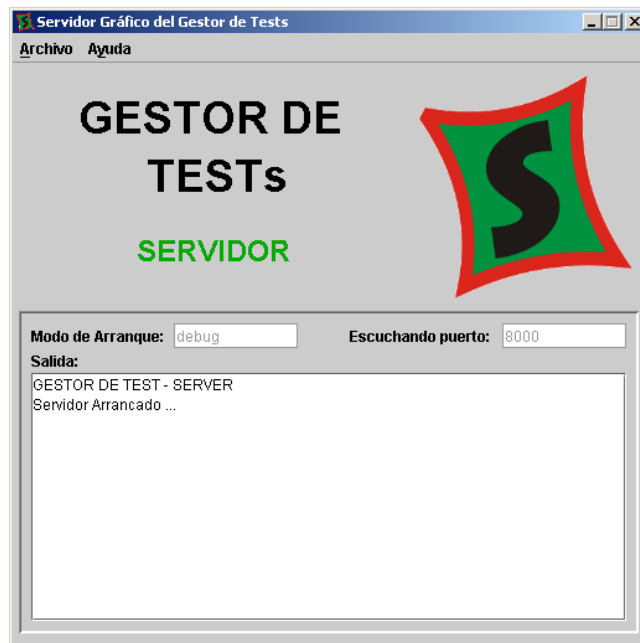 Servidor Gráfico del Gestor de Tests
Archivo Ayuda
GESTOR DE
TESTs
SERVIDOR
S
Modo de Arranque: debug Escuchando puerto: 8000
Salida:
GESTOR DE TEST - SERVER
Servidor Arrancado ...